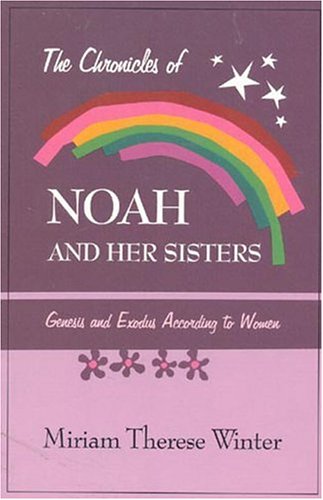 The Chronicles of
NOAH
AND HER SISTERS
Genesis and Exodus According to Women
Miriam Therese Winter